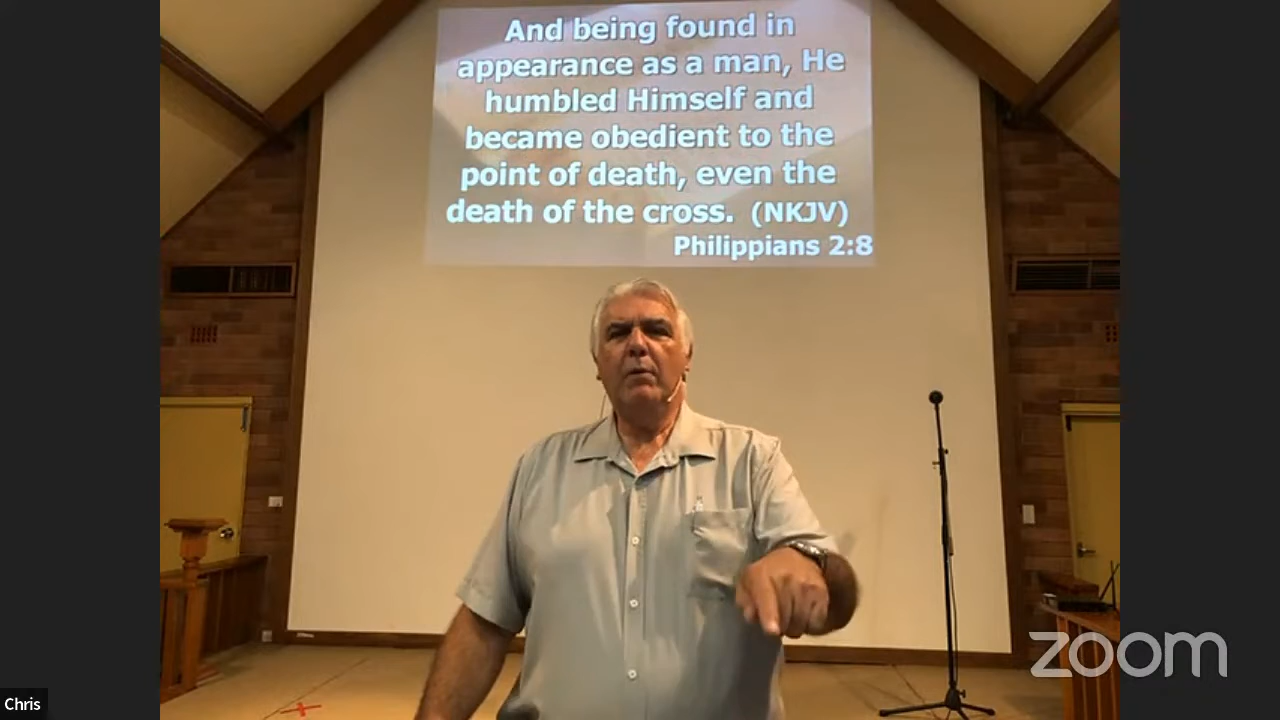 And being found in
appearance as a man, He
humbled Himself and
became obedient to the
point of death, even the
death of the cross. (NKJV)
Philippians 2:8
zoom
Chris